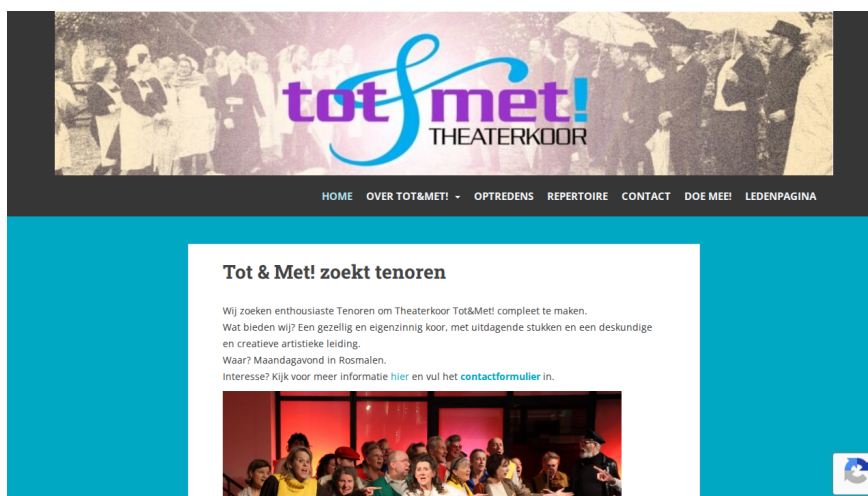 tot & met!
THEATERKOOR
HOME OVER TOT&MET! OPTREDENS REPERTOIRE CONTACT DOE MEE! LEDENPAGINA
Tot & Met! zoekt tenoren
Wij zoeken enthousiaste Tenoren om Theaterkoor Tot&Met! compleet te maken.
Wat bieden wij? Een gezellig en eigenzinnig koor, met uitdagende stukken en een deskundige
en creatieve artistieke leiding.
Waar? Maandagavond in Rosmalen.
Interesse? Kijk voor meer informatie hier en vul het contactformulier in.